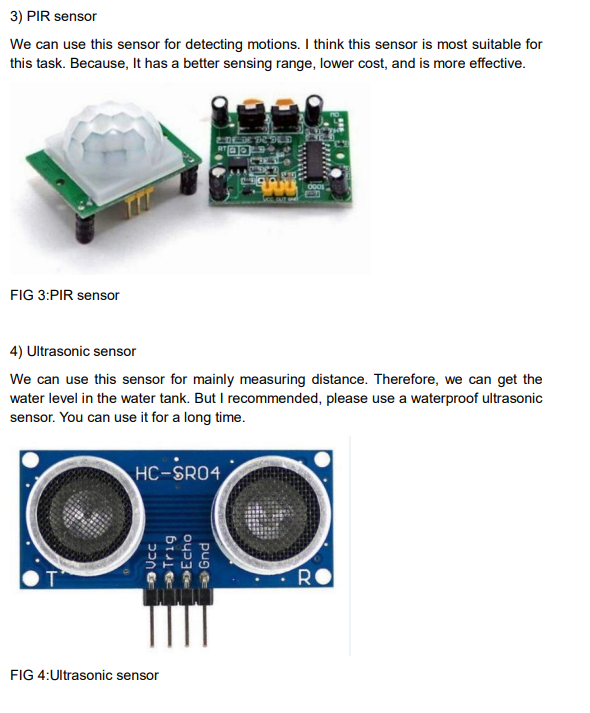 3) PIR sensor
We can use this sensor for detecting motions. I think this sensor is most suitable for
this task. Because, It has a better sensing range, lower cost, and is more effective.
VCC OUT GND
0001
FIG 3:PIR sensor
4) Ultrasonic sensor
We can use this sensor for mainly measuring distance. Therefore, we can get the
water level in the water tank. But I recommended, please use a waterproof ultrasonic
sensor. You can use it for a long time.
HC-SR04
Vcc
Trig
Echo
Gnd
T
R
FIG 4:Ultrasonic sensor